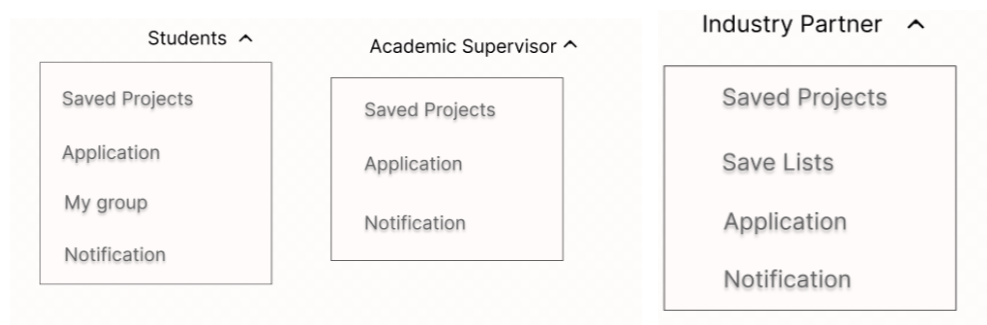 Students
Saved Projects
Application
My group
Notification
Academic Supervisor
Saved Projects
Application
Notification
Industry Partner
Saved Projects
Save Lists
Application
Notification